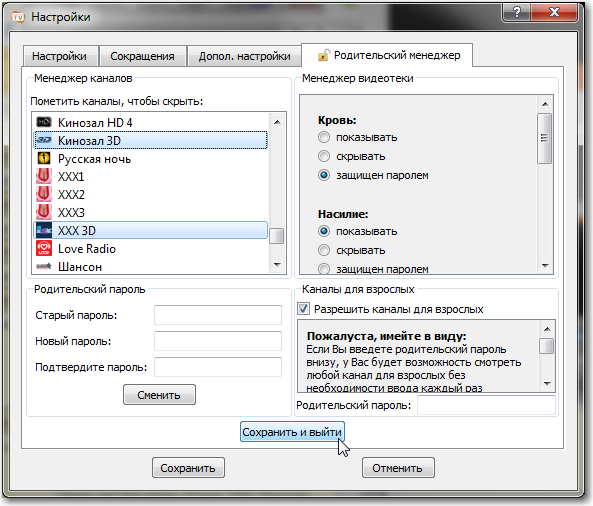 TV
Настройки
?
Настройки
Сокращения
Допол. настройки
Родительский менеджер
Менеджер каналов
Пометить каналы, чтобы скрыть:
HD Кинозал HD 4
3D Кинозал 3D
Русская ночь
XXX1
XXX2
XXX3
XXX 3D
Love Radio
Шансон
Менеджер видеотеки
Кровь:
показывать
скрывать
защищен паролем
Насилие:
показывать
скрывать
защищен паролем
Родительский пароль
Старый пароль:
Новый пароль:
Подтвердите пароль:
Сменить
Каналы для взрослых
Разрешить каналы для взрослых
Пожалуста, имейте в виду:
Если Вы введете родительский пароль
внизу, у Вас будет возможность смотреть
любой канал для взрослых без
необходимости ввода каждый раз
Родительский пароль:
Сохранить и выйти
Сохранить
Отменить